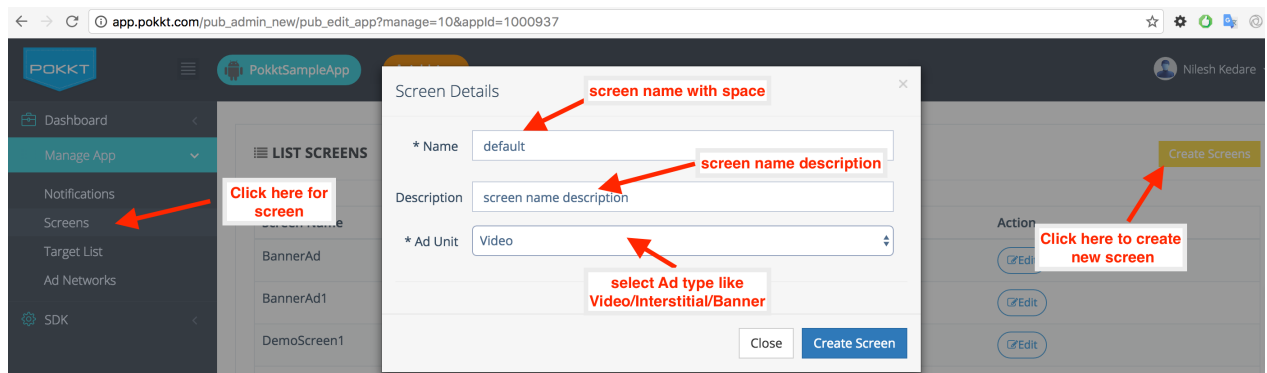 app.pokkt.com/pub_admin_new/pub_edit_app?manage=10&appId=1000937
POKKT
PokktSampleApp
Nilesh Kedare
Dashboard
Manage App
Notifications
Screens
Target List
Ad Networks
SDK
Click here for
screen
LIST SCREENS
Create Screens
Screen Name
Action
BannerAd
Edit
BannerAd1
Edit
DemoScreen1
Edit
Screen Details
×
screen name with space
* Name
default
screen name description
Description
screen name description
* Ad Unit
Video
select Ad type like
Video/Interstitial/Banner
Close
Create Screen
Click here to create
new screen